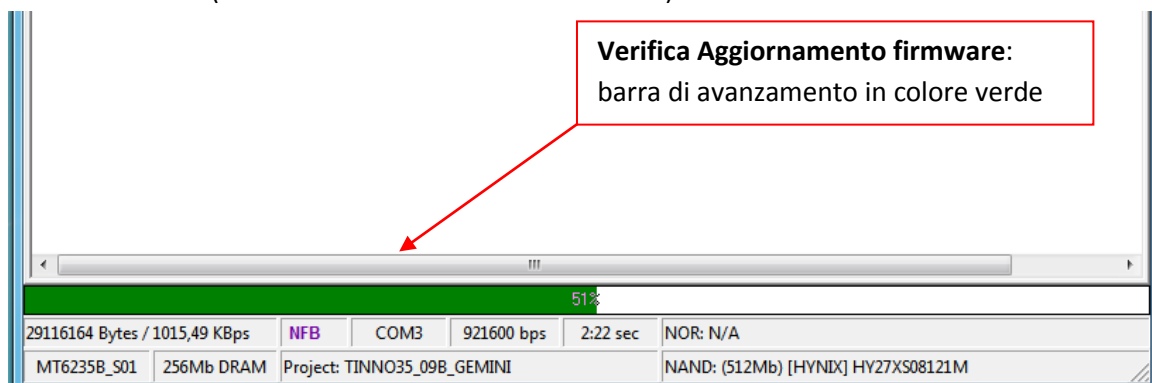 Verifica Aggiornamento firmware:
barra di avanzamento in colore verde
51%
29116164 Bytes / 1015,49 KBps NFB COM3 921600 bps 2:22 sec NOR: N/A
MT6235B_S01 256Mb DRAM Project: TINNO35_09B_GEMINI NAND: (512Mb) [HYNIX] HY27XS08121M